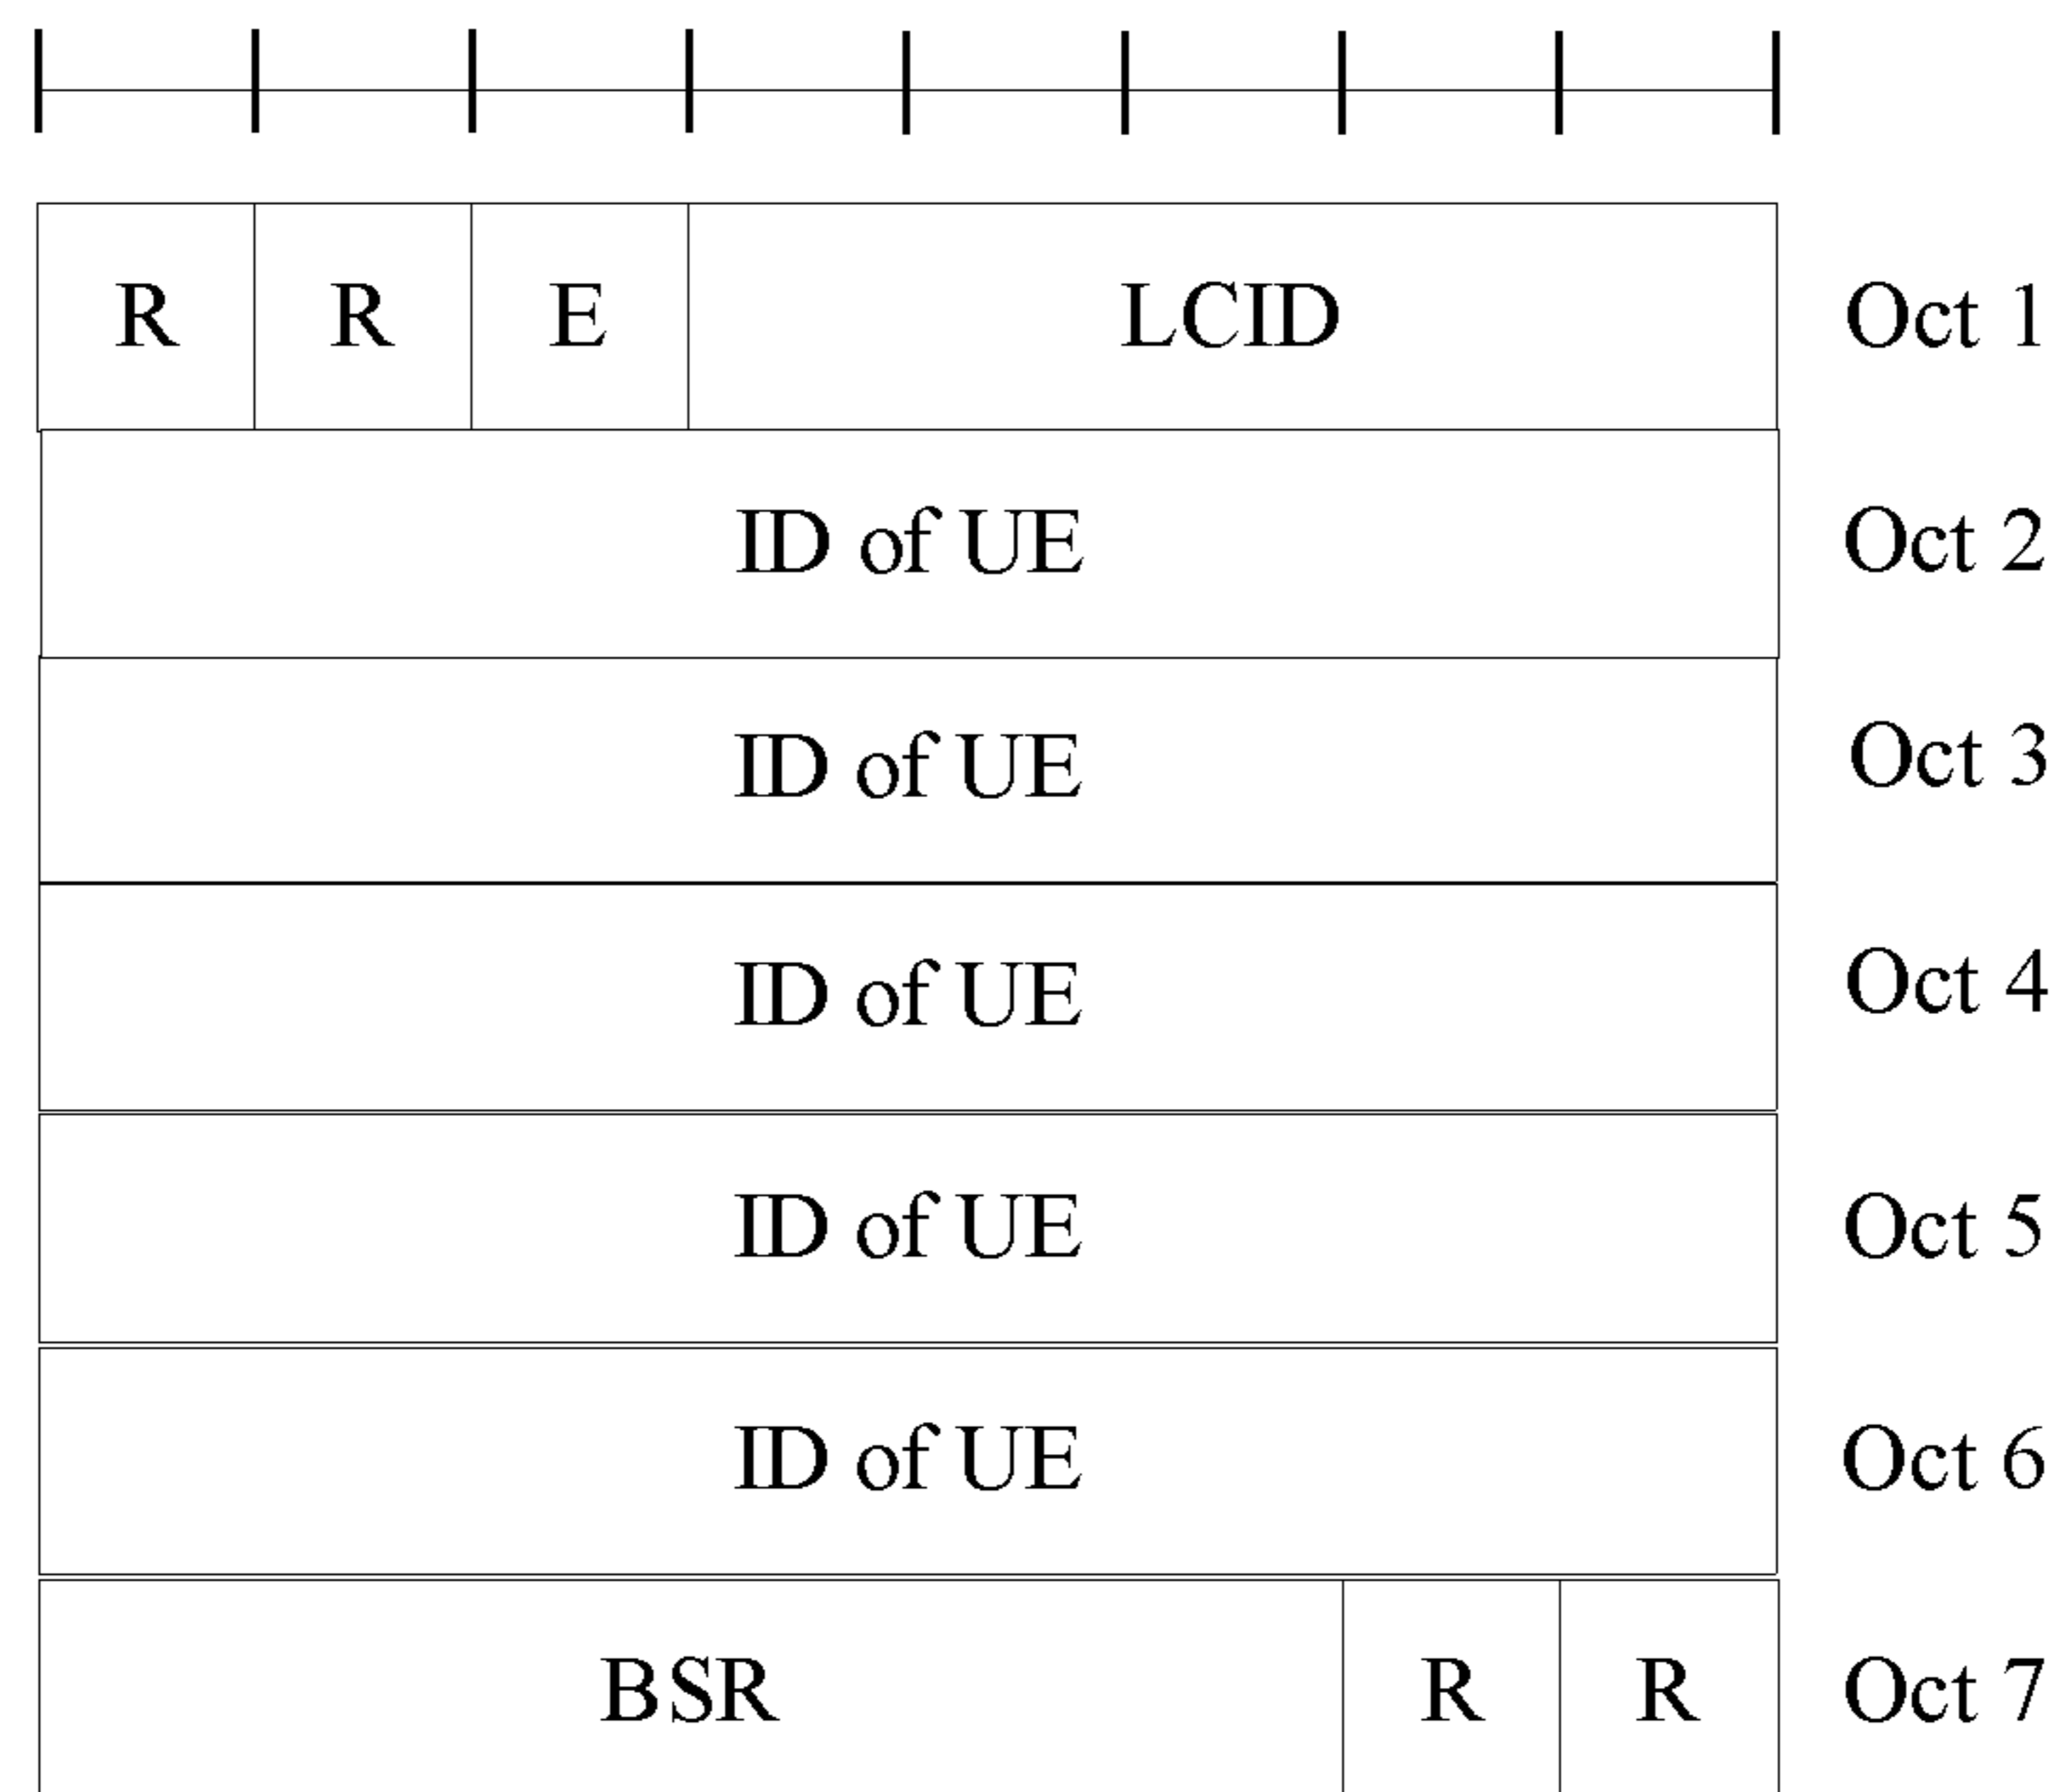 R R E LCID Oct 1
ID of UE Oct 2
ID of UE Oct 3
ID of UE Oct 4
ID of UE Oct 5
ID of UE Oct 6
BSR R R Oct 7